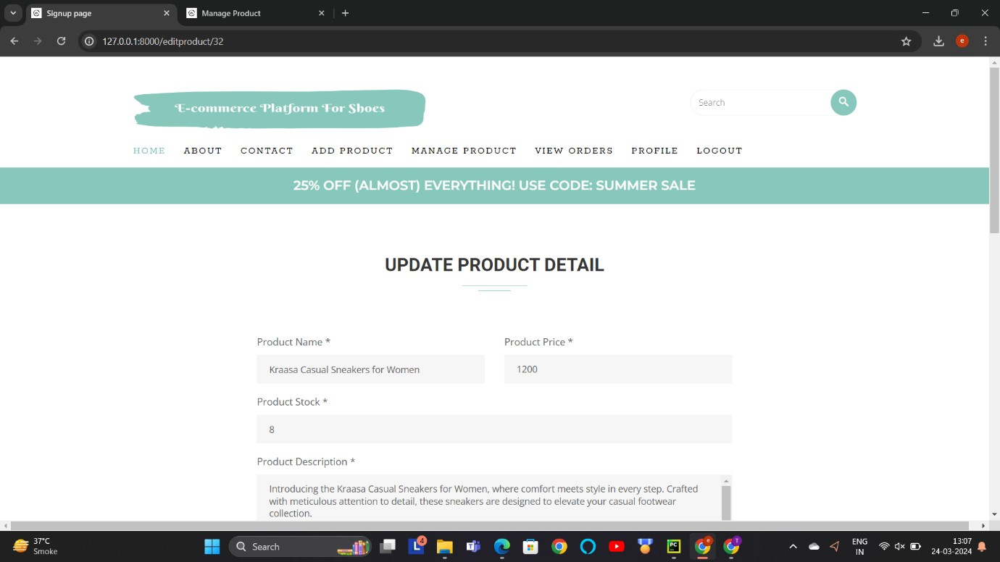 Signup page
Manage Product
127.0.0.1:8000/editproduct/32
e
E-commerce Platform For Shoes
Search
HOME ABOUT CONTACT ADD PRODUCT MANAGE PRODUCT VIEW ORDERS PROFILE LOGOUT
25% OFF (ALMOST) EVERYTHING! USE CODE: SUMMER SALE
UPDATE PRODUCT DETAIL
Product Name * Product Price *
Kraasa Casual Sneakers for Women 1200
Product Stock *
8
Product Description *
Introducing the Kraasa Casual Sneakers for Women, where comfort meets style in every step. Crafted
with meticulous attention to detail, these sneakers are designed to elevate your casual footwear
collection.
37°C
Smoke
Search
L 4
T
PC
e
T
ENG
IN
13:07
24-03-2024